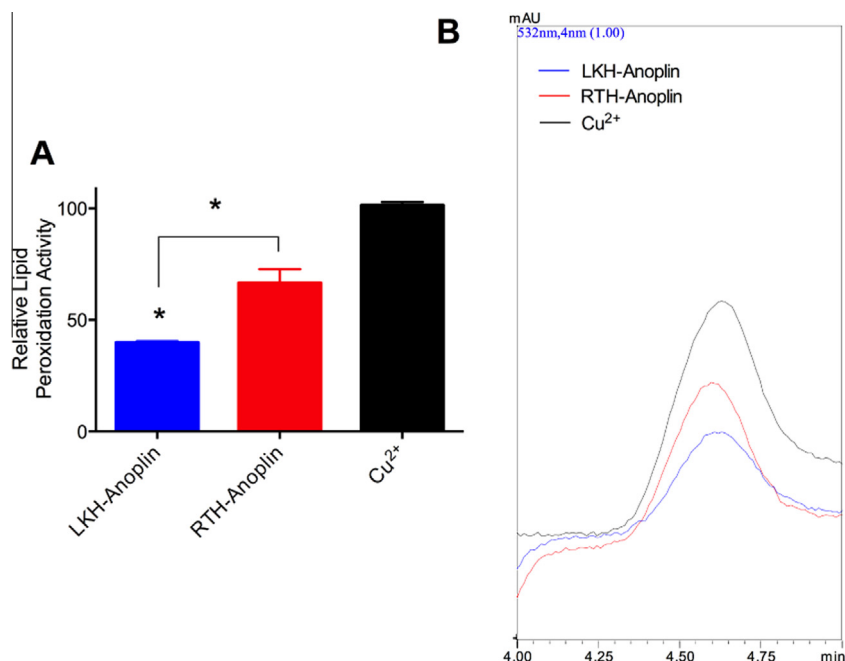 A
Relative Lipid
Peroxidation Activity
100
50
0
*
*
LKH-Anoplin
RTH-Anoplin
Cu²⁺
B
mAU
532nm,4nm (1.00)
LKH-Anoplin
RTH-Anoplin
Cu²⁺
4.00 4.25 4.50 4.75 min